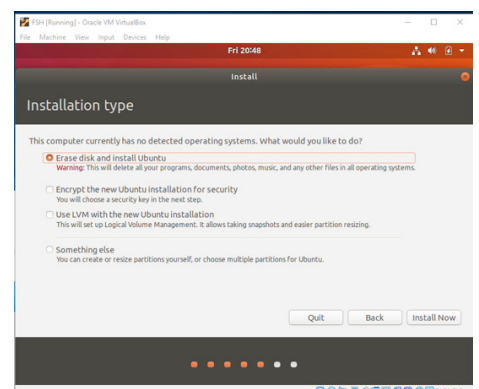 FSH [Running] - Oracle VM VirtualBox
File Machine View Input Devices Help
Fri 20:48
Install
Installation type
This computer currently has no detected operating systems. What would you like to do?
Erase disk and install Ubuntu
Warning: This will delete all your programs, documents, photos, music, and any other files in all operating systems.
Encrypt the new Ubuntu installation for security
You will choose a security key in the next step.
Use LVM with the new Ubuntu installation
This will set up Logical Volume Management. It allows taking snapshots and easier partition resizing.
Something else
You can create or resize partitions yourself, or choose multiple partitions for Ubuntu.
Quit Back Install Now